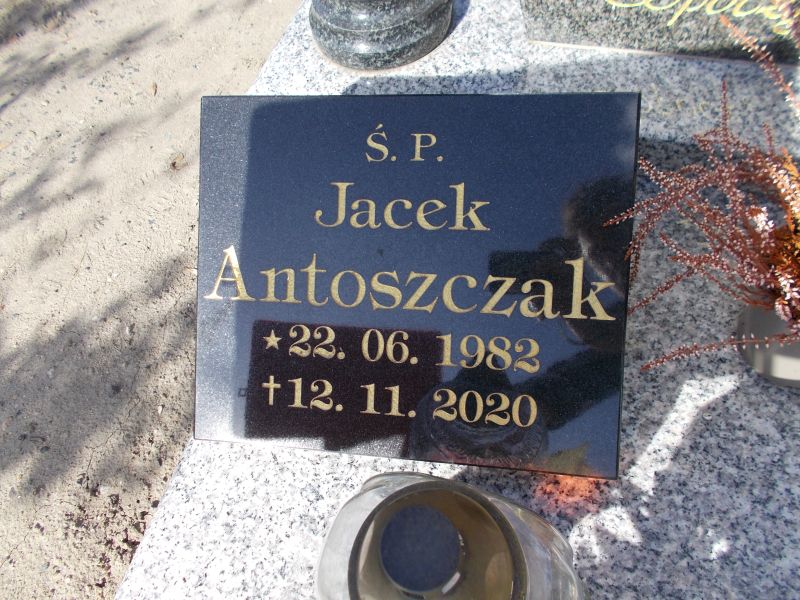 Ś. P.
Jacek
Antoszczak
★22. 06. 1982
✝12. 11. 2020